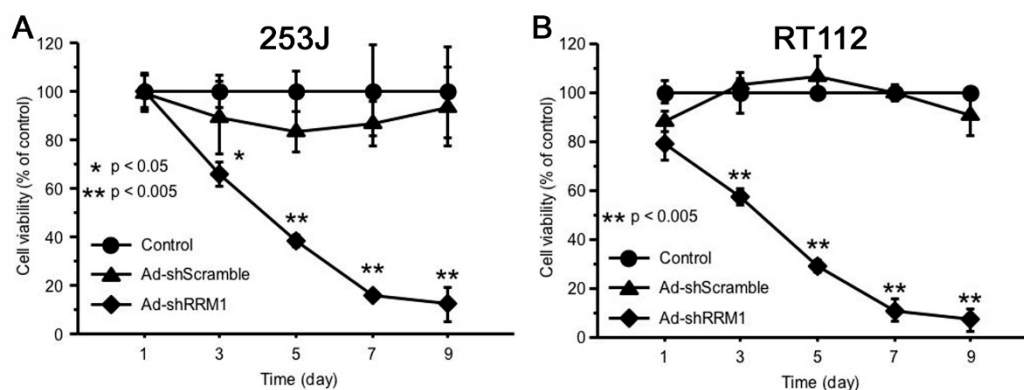 A
253J
120
100
80
60
40
20
0
Cell viability (% of control)
* p < 0.05
** p < 0.005
Control
Ad-shScramble
Ad-shRRM1
*
**
**
**
1 3 5 7 9
Time (day)
B
RT112
120
100
80
60
40
20
0
Cell viability (% of control)
** p < 0.005
Control
Ad-shScramble
Ad-shRRM1
**
**
**
**
1 3 5 7 9
Time (day)